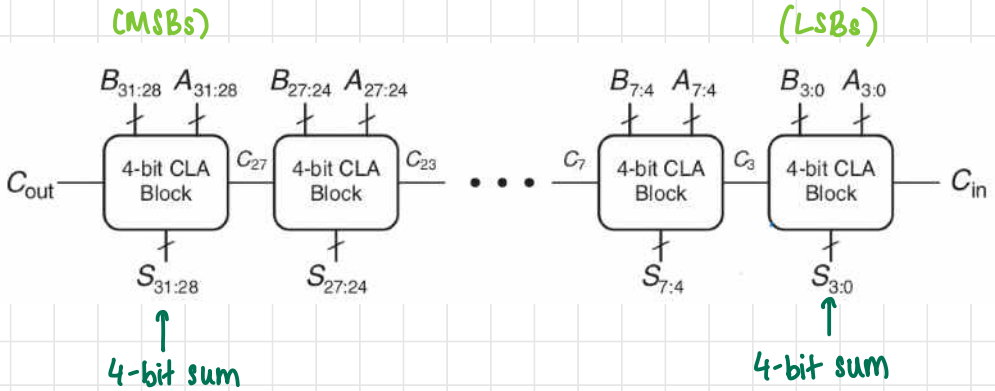 (MSBs) (LSBs)
B31:28 A31:28 B27:24 A27:24 B7:4 A7:4 B3:0 A3:0
Cout 4-bit CLA Block C27 4-bit CLA Block C23 ••• C7 4-bit CLA Block C3 4-bit CLA Block Cin
S31:28 S27:24 S7:4 S3:0
4-bit sum 4-bit sum